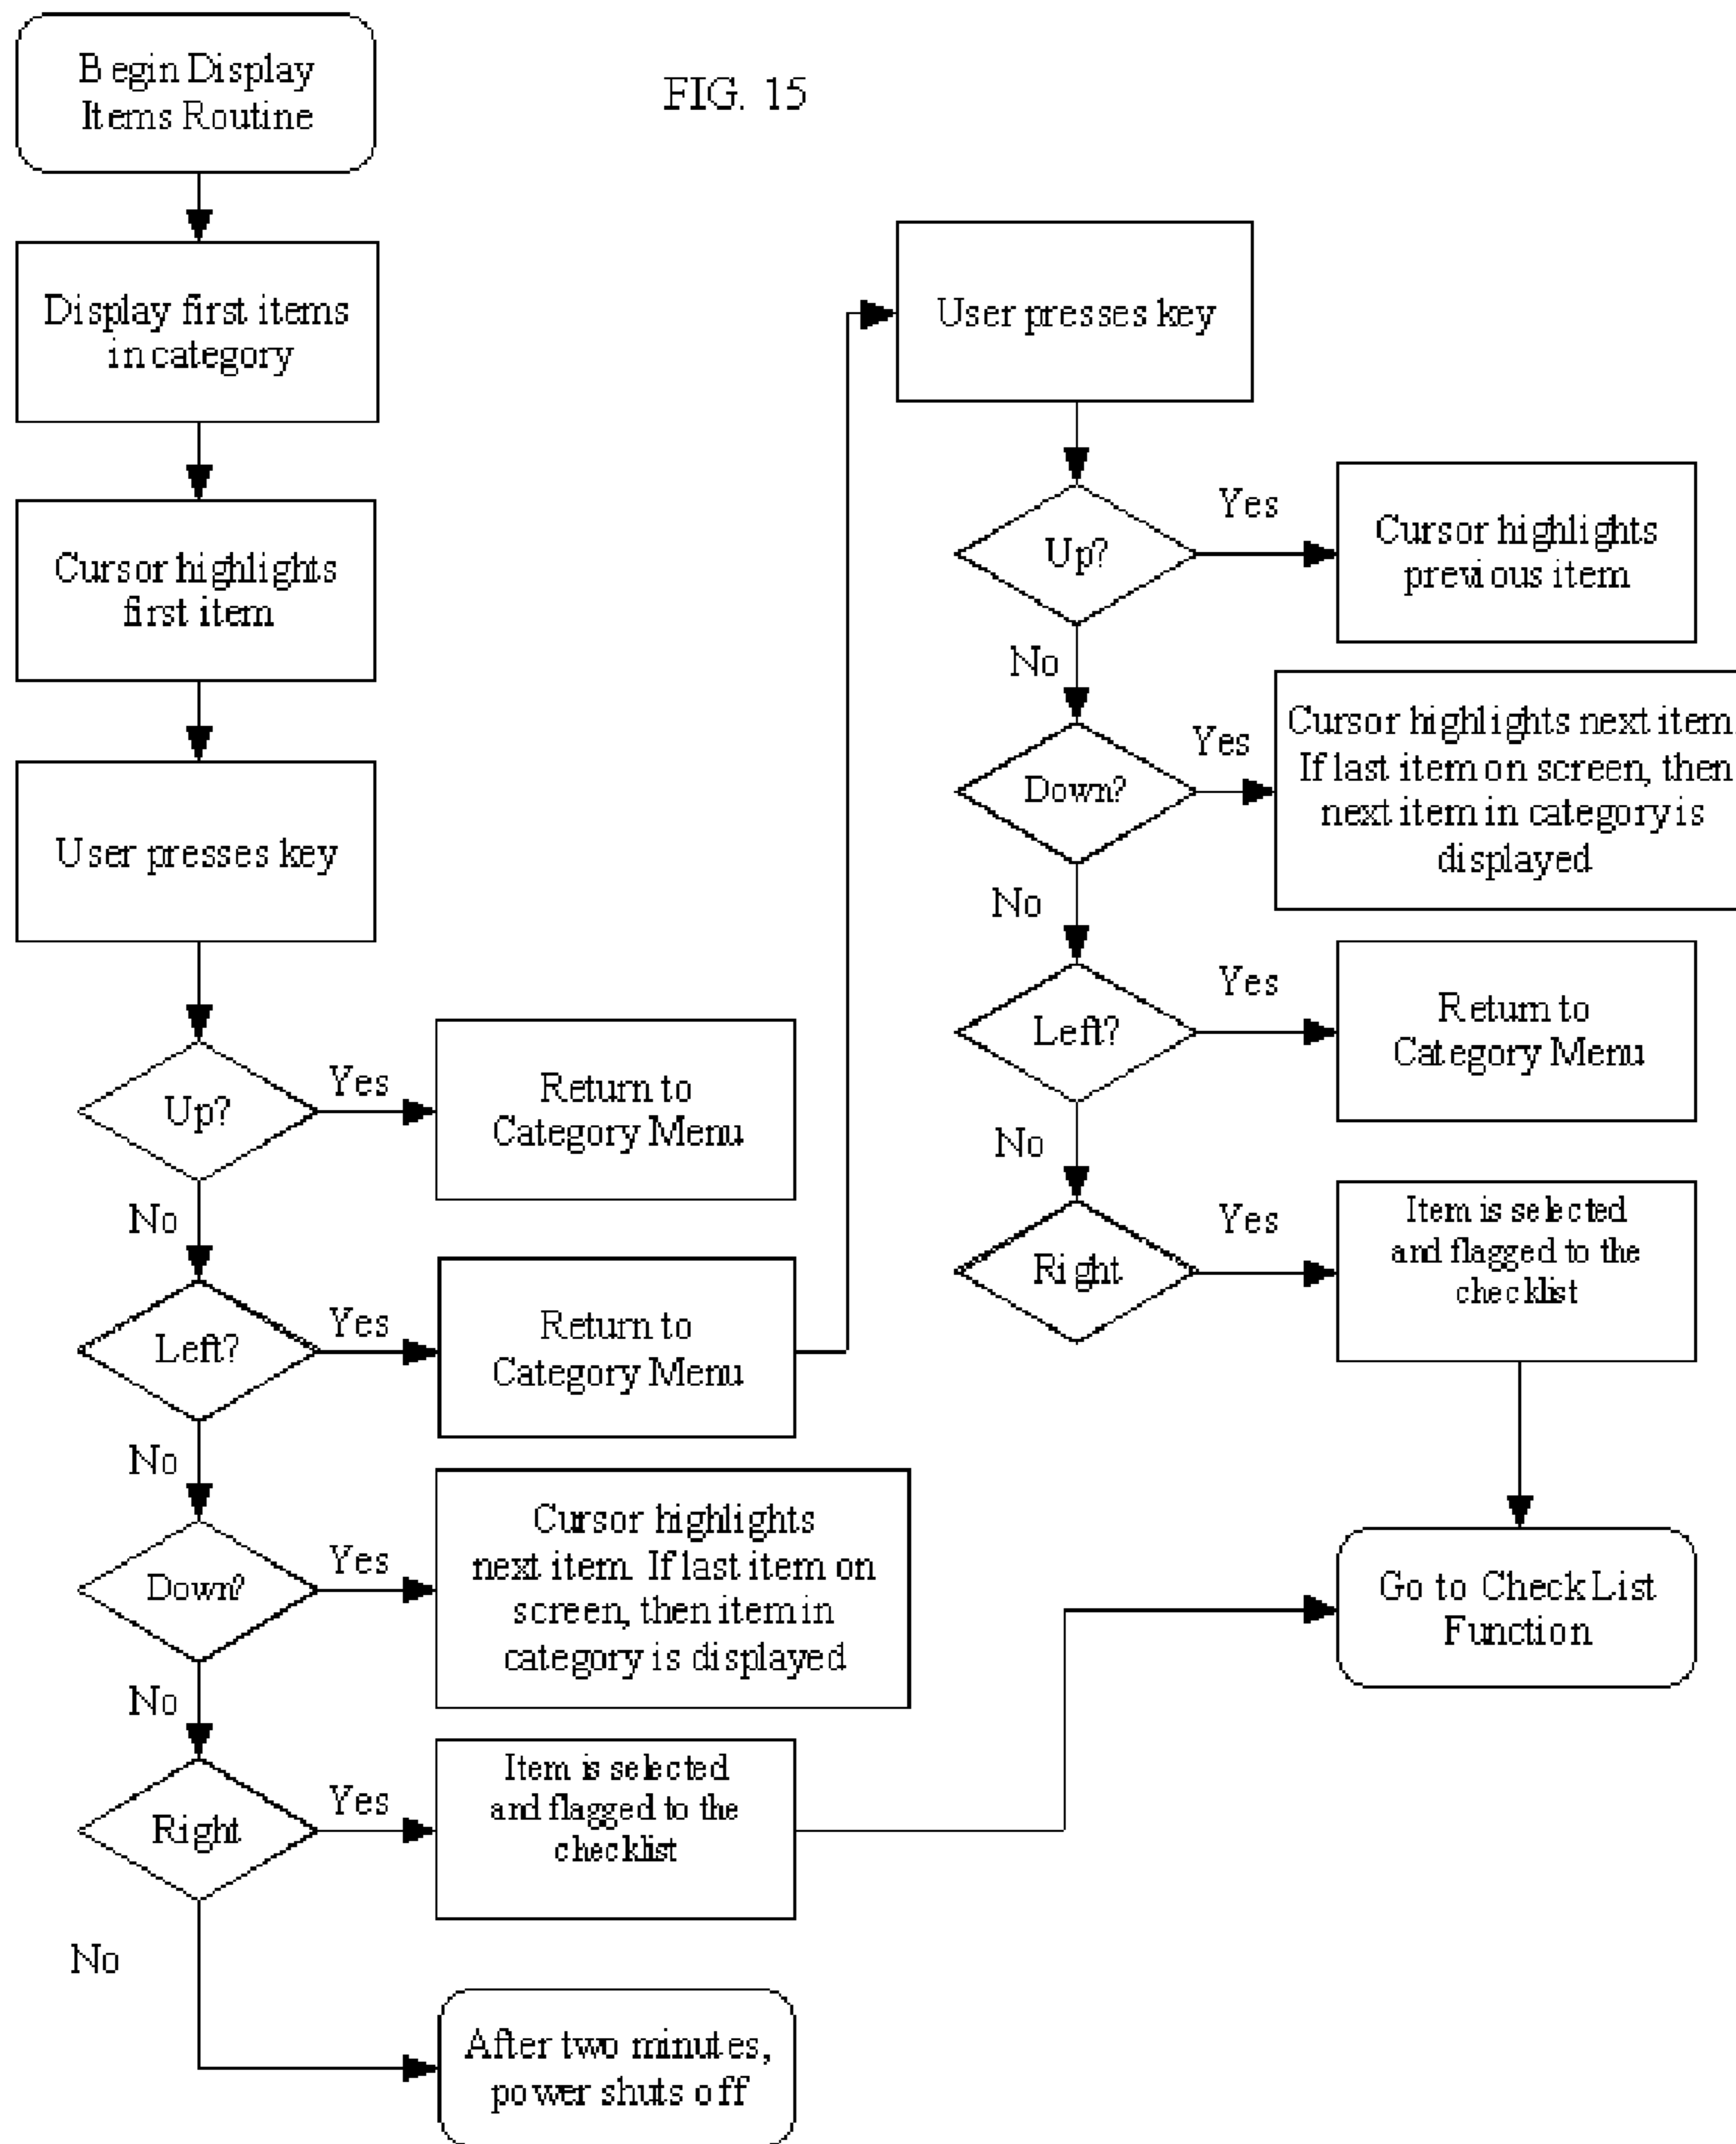 FIG. 15
Begin Display
Items Routine
Display first items
in category
Cursor highlights
first item
User presses key
Up?
Yes
Return to
Category Menu
No
Left?
Yes
Return to
Category Menu
No
Down?
Yes
Cursor highlights
next item. If last item on
screen, then item in
category is displayed
No
Right
Yes
Item is selected
and flagged to the
checklist
No
After two minutes,
power shuts off
User presses key
Up?
Yes
Cursor highlights
previous item
No
Down?
Yes
Cursor highlights next item.
If last item on screen, then
next item in category is
displayed
No
Left?
Yes
Return to
Category Menu
No
Right
Yes
Item is selected
and flagged to the
checklist
Go to Check List
Function